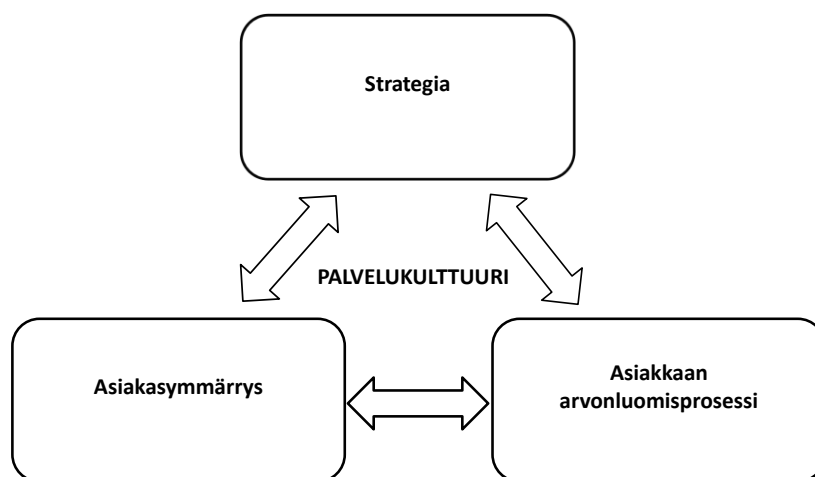 Strategia
PALVELUKULTTUURI
Asiakasymmärrys
Asiakkaan
arvonluomisprosessi